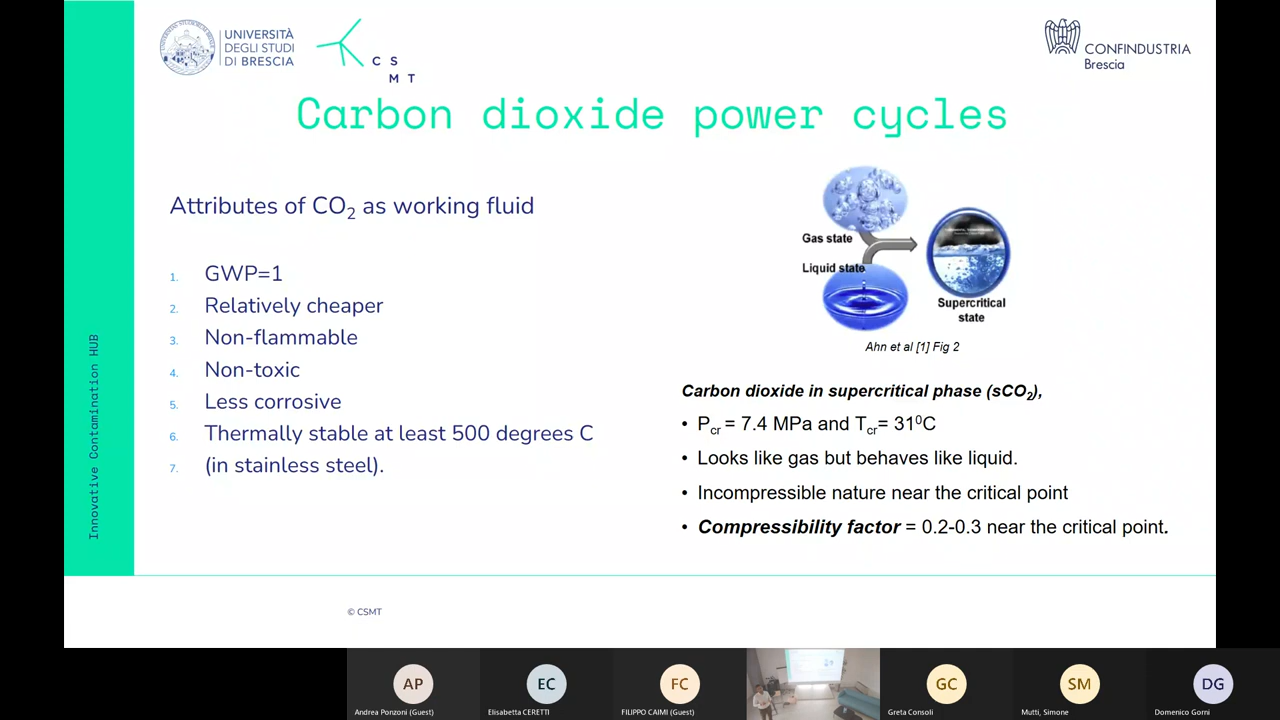 UNIVERSITÀ
DEGLI STUDI
DI BRESCIA
C S
M T
CONFINDUSTRIA
Brescia
Carbon dioxide power cycles
Attributes of CO₂ as working fluid
1. GWP=1
2. Relatively cheaper
3. Non-flammable
4. Non-toxic
5. Less corrosive
6. Thermally stable at least 500 degrees C
7. (in stainless steel).
Gas state
Liquid state
Supercritical
state
Ahn et al [1] Fig 2
Carbon dioxide in supercritical phase (sCO₂),
• Pcr = 7.4 MPa and Tcr= 31⁰C
• Looks like gas but behaves like liquid.
• Incompressible nature near the critical point
• Compressibility factor = 0.2-0.3 near the critical point.
Innovative Contamination HUB
© CSMT
AP
EC
FC
GC
SM
DG
Andrea Ponzoni (Guest)
Elisabetta CERETTI
FILIPPO CAIMI (Guest)
Greta Consoli
Mutti, Simone
Domenico Gorni